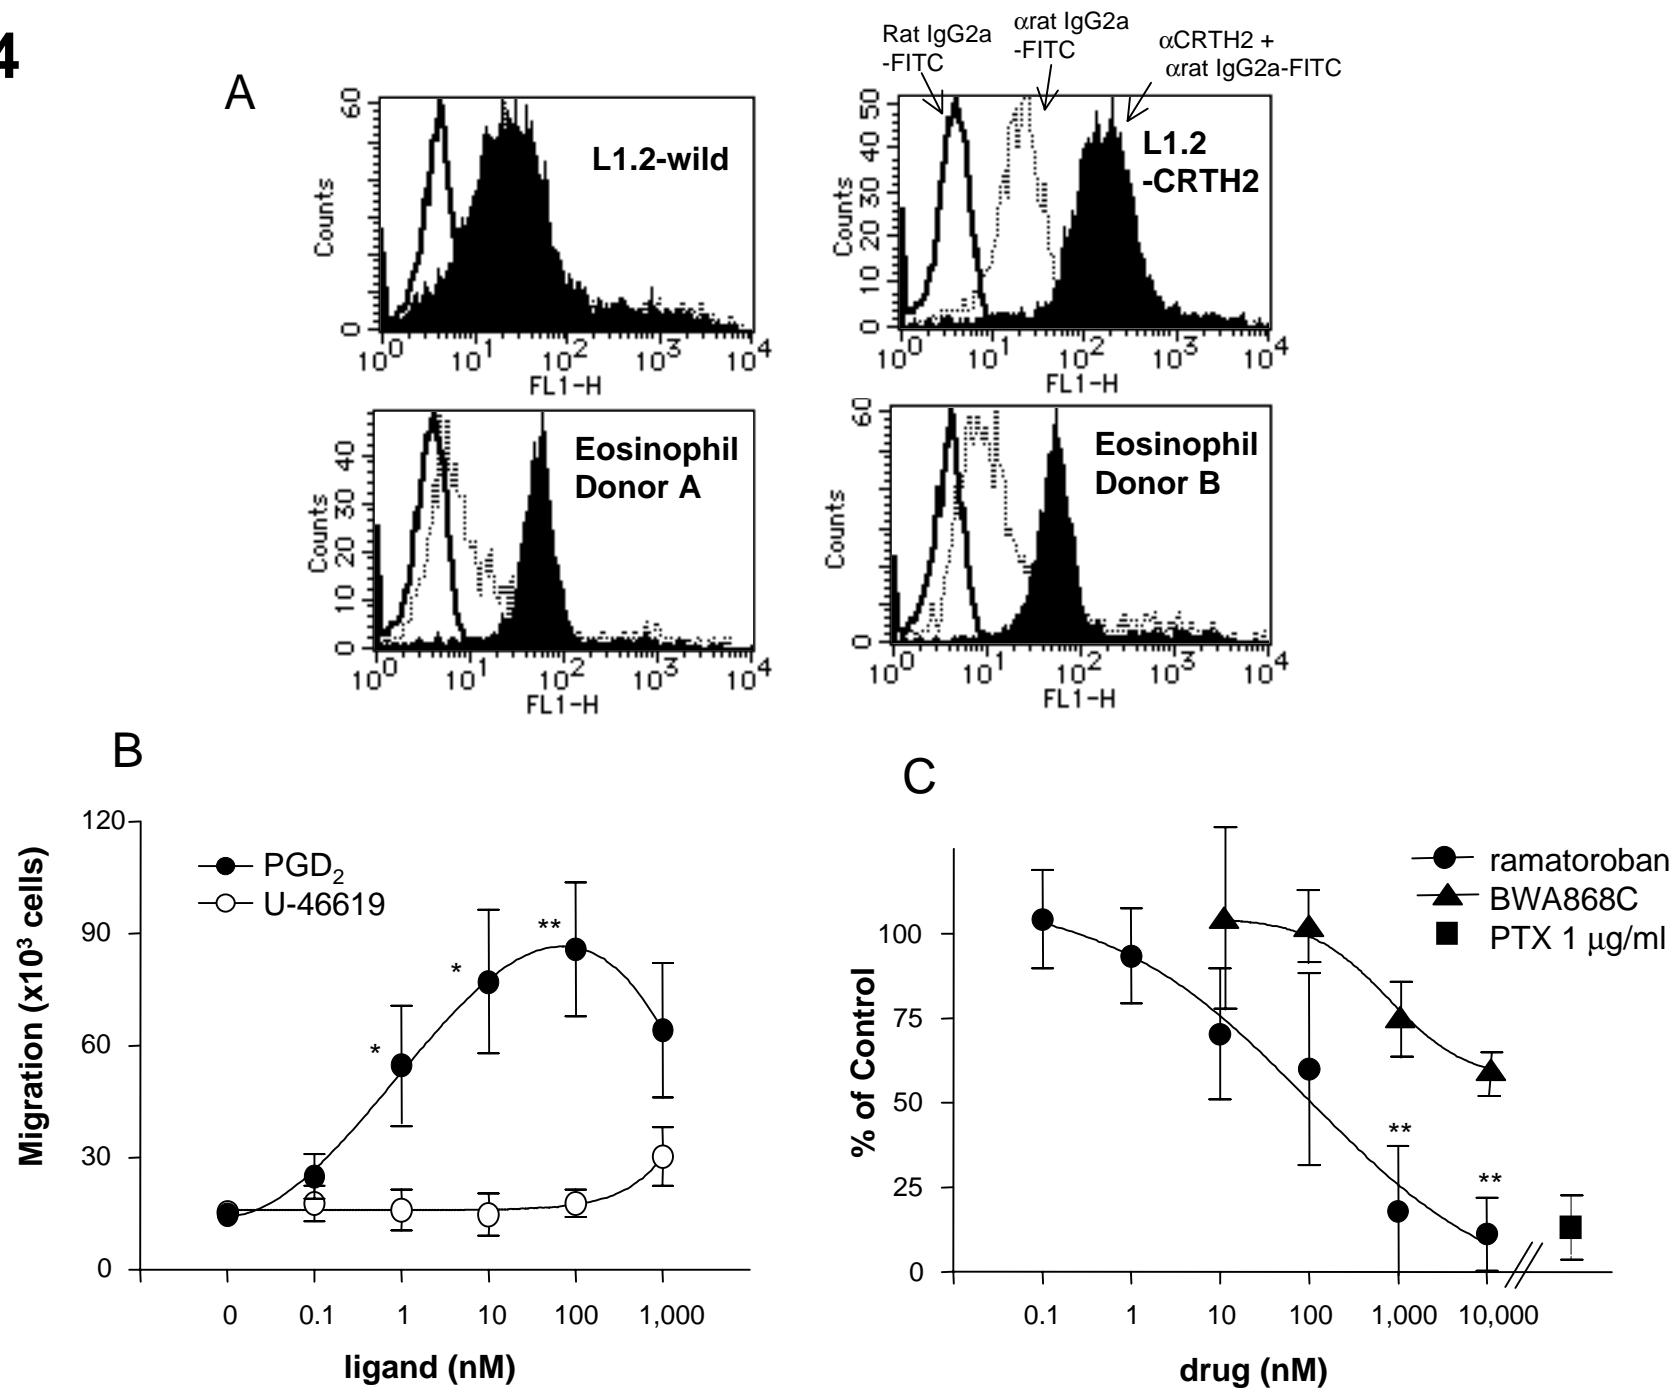 4
A
Rat IgG2a
-FITC
αrat IgG2a
-FITC
αCRTH2 +
αrat IgG2a-FITC
60
0
Counts
L1.2-wild
10^0 10^1 10^2 10^3 10^4
FL1-H
50
40
30
20
10
0
Counts
L1.2
-CRTH2
10^0 10^1 10^2 10^3 10^4
FL1-H
40
30
20
10
0
Counts
Eosinophil
Donor A
10^0 10^1 10^2 10^3 10^4
FL1-H
60
0
Counts
Eosinophil
Donor B
10^0 10^1 10^2 10^3 10^4
FL1-H
B
Migration (x10^3 cells)
120
90
60
30
0
PGD2
U-46619
*
*
**
0 0.1 1 10 100 1,000
ligand (nM)
C
% of Control
100
75
50
25
0
ramatoroban
BWA868C
PTX 1 μg/ml
**
**
0.1 1 10 100 1,000 10,000
drug (nM)